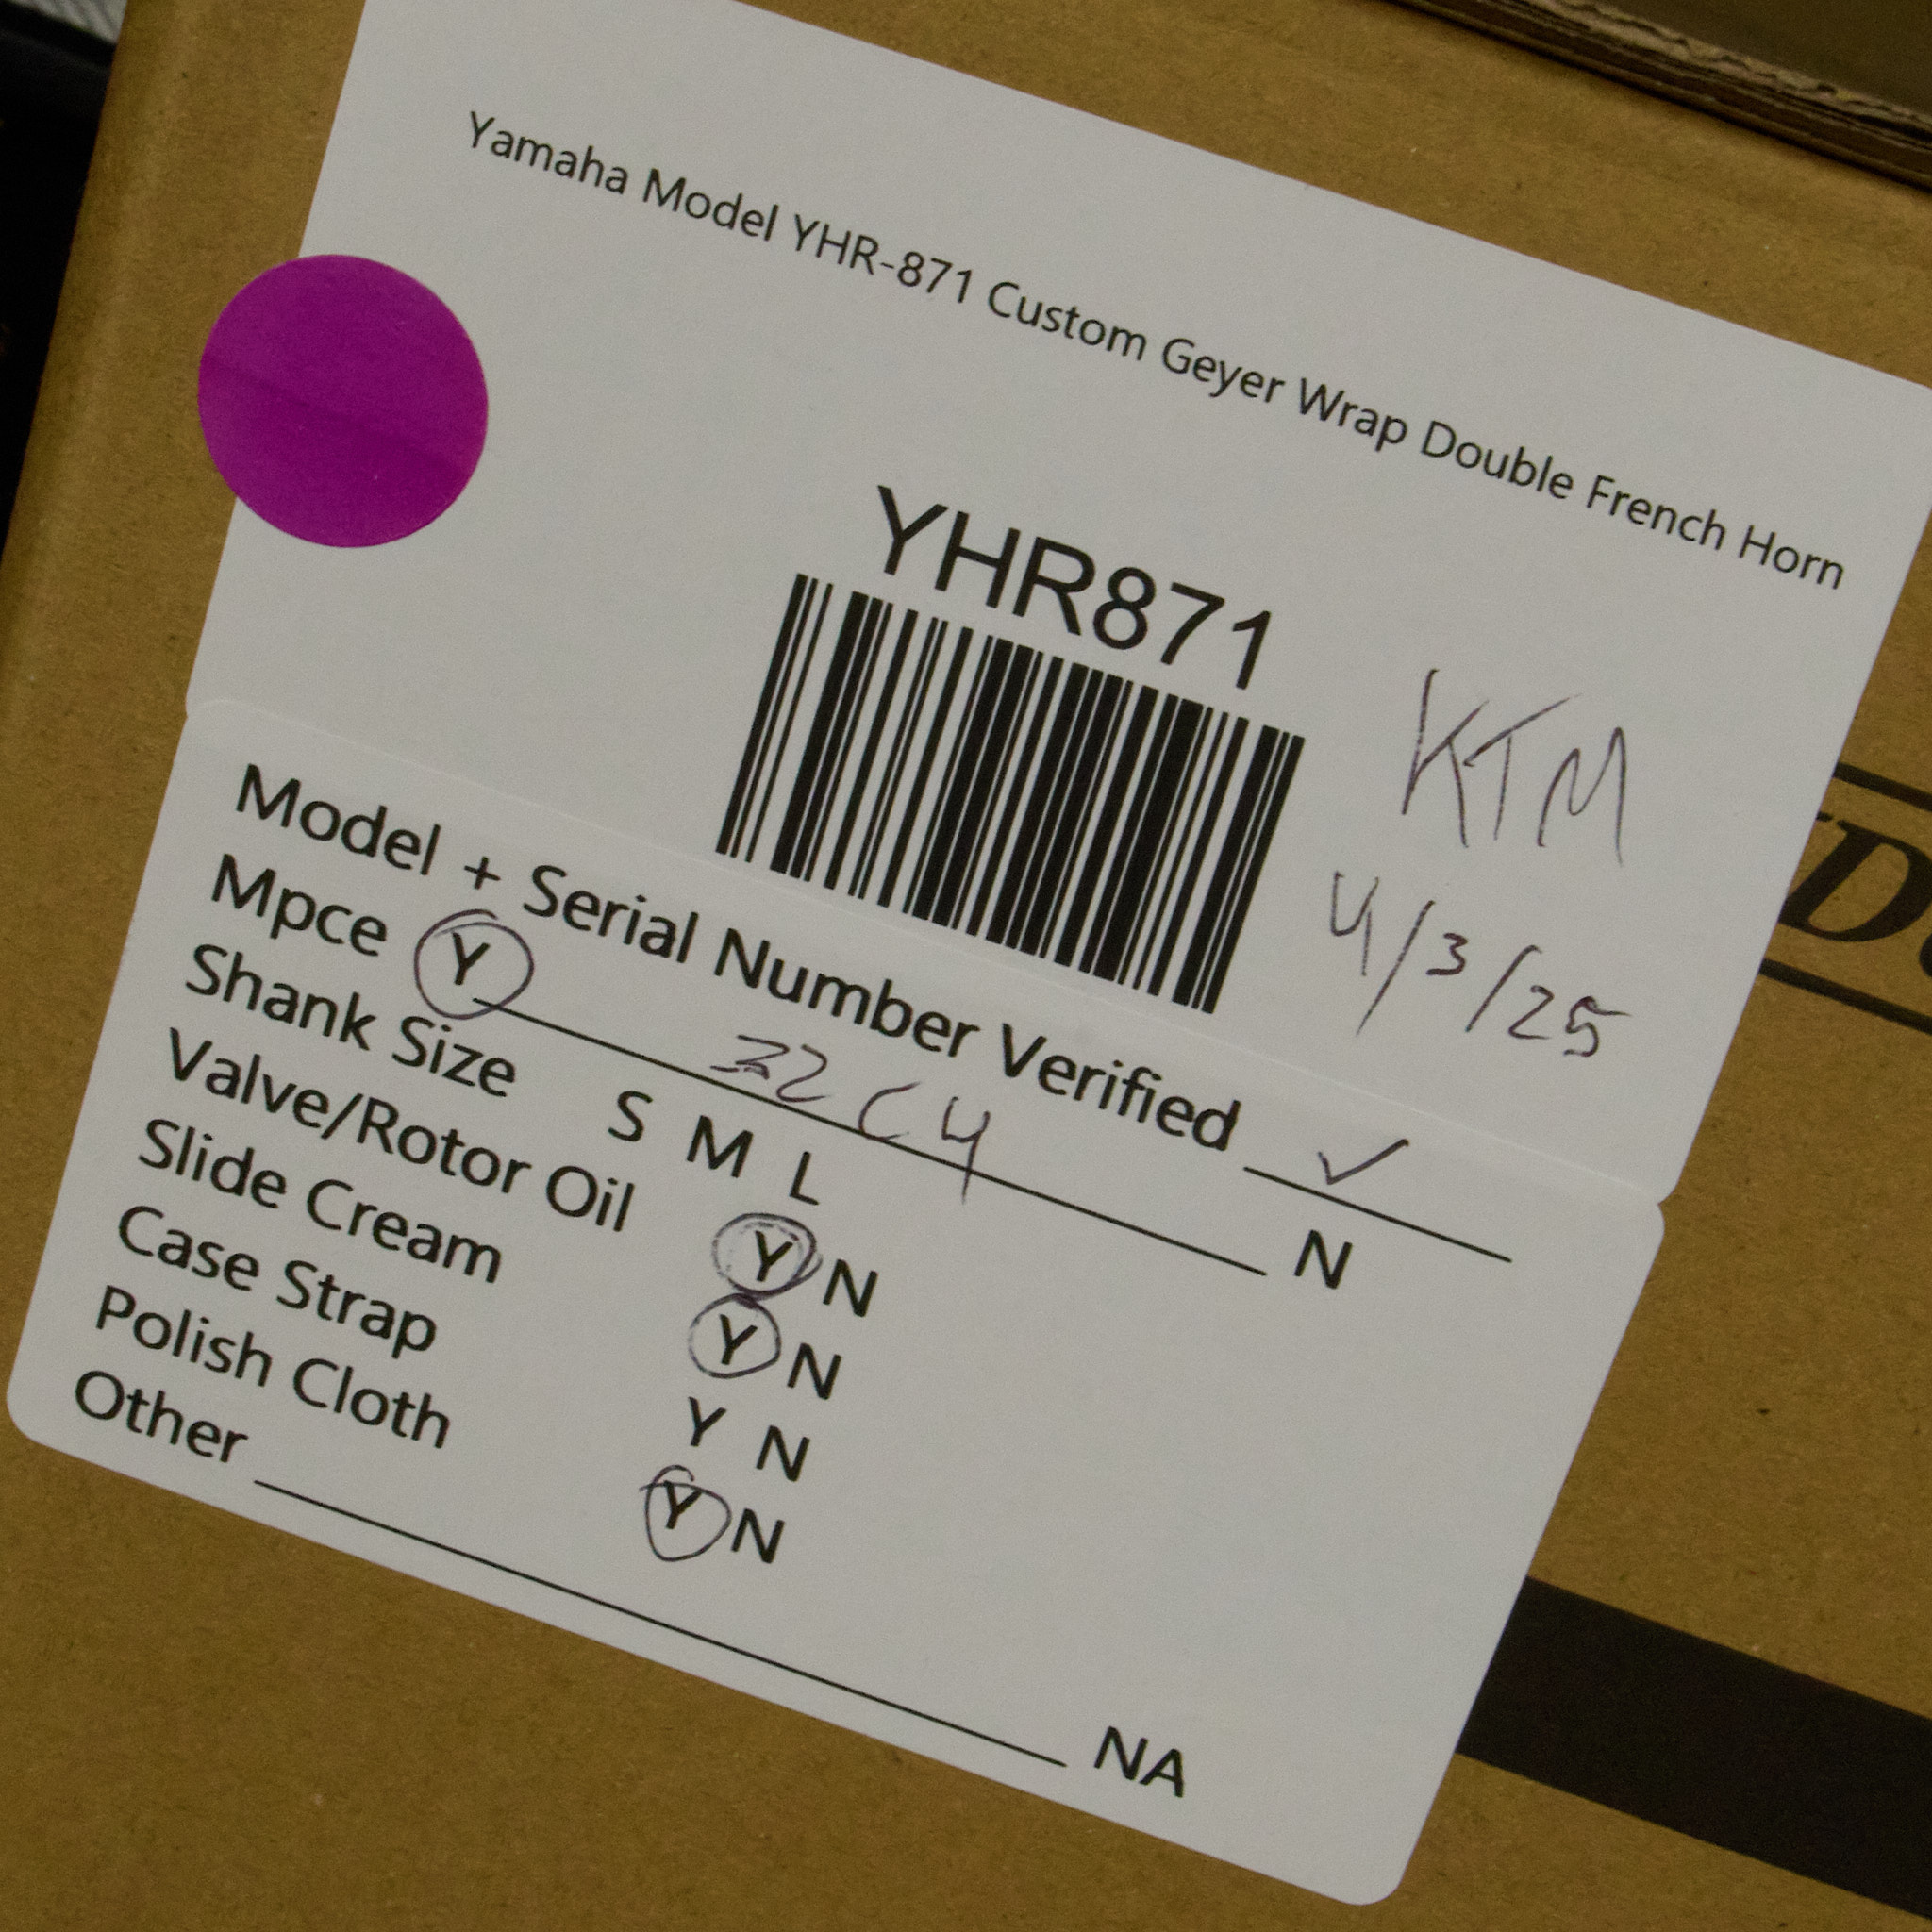 Yamaha Model YHR-871 Custom Geyer Wrap Double French Horn
YHR871
KTM
4/3/25
Model + Serial Number Verified ✓
Mpce Y 32C4 N
Shank Size S M L
Valve/Rotor Oil Y N
Slide Cream Y N
Case Strap Y N
Polish Cloth Y N
Other NA